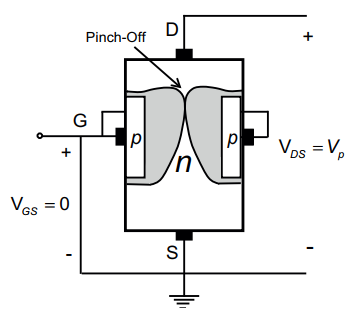 D
Pinch-Off
+
G
p
p
+
n
V_DS = V_p
V_GS = 0
-
S
-